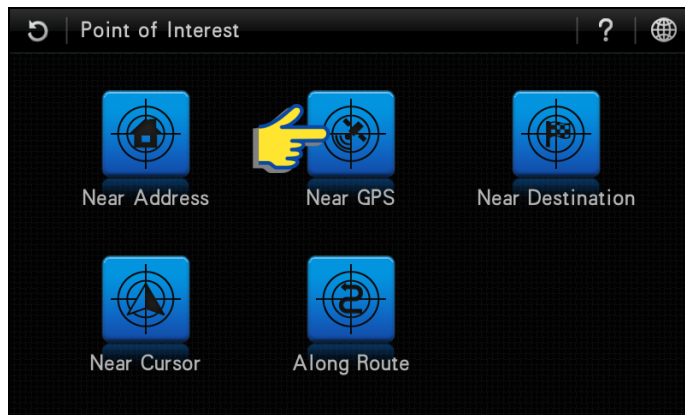 Point of Interest ?
Near Address Near GPS Near Destination
Near Cursor Along Route